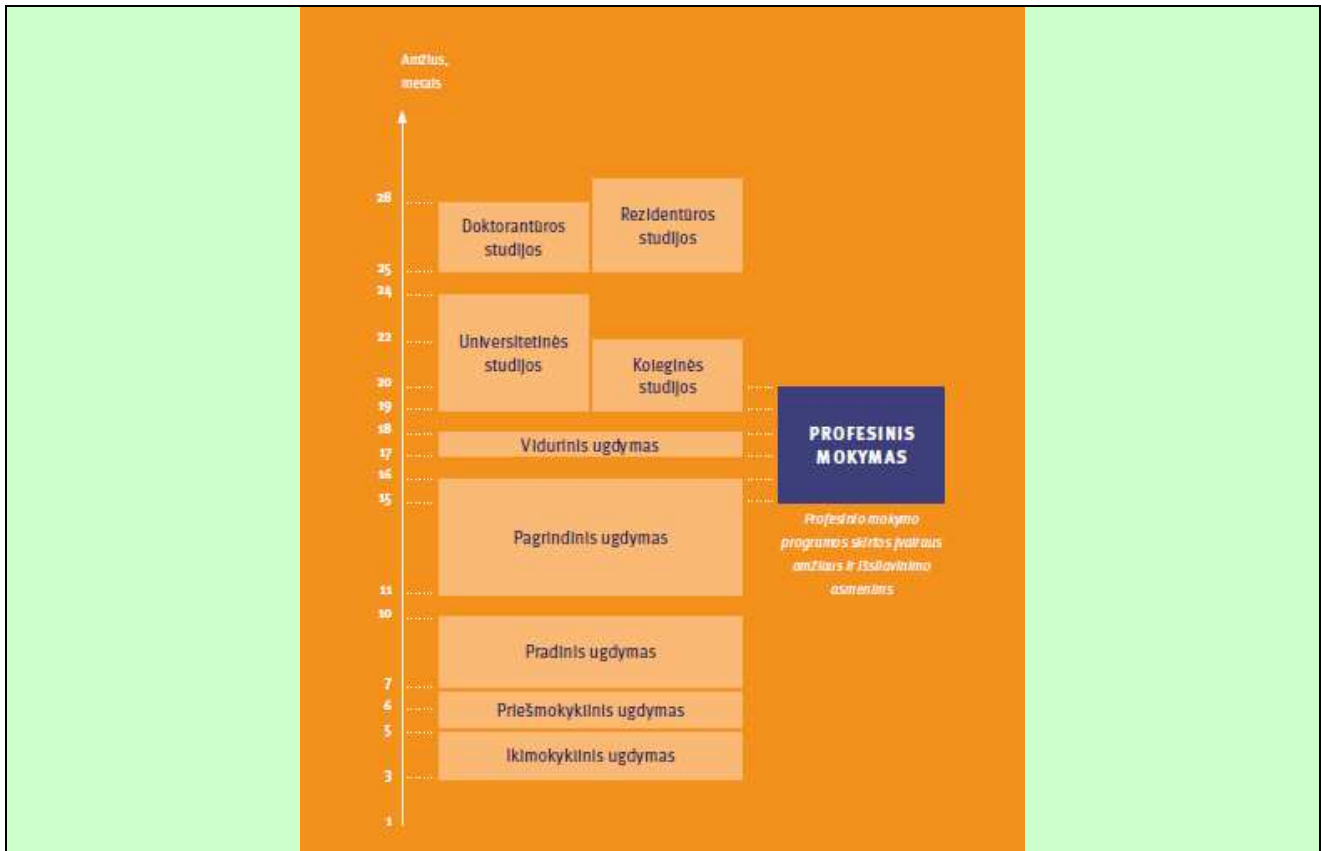 Amžius,
metais
28
Doktorantūros
studijos
Rezidentūros
studijos
25
24
22
Universitetinės
studijos
Koleginės
studijos
20
19
18
Vidurinis ugdymas
17
16
15
PROFESINIS
MOKYMAS
Profesinio mokymo
programos skirtos įvairaus
amžiaus ir išsilavinimo
asmenims
Pagrindinis ugdymas
11
10
Pradinis ugdymas
7
6
Priešmokyklinis ugdymas
5
Ikimokyklinis ugdymas
3
1